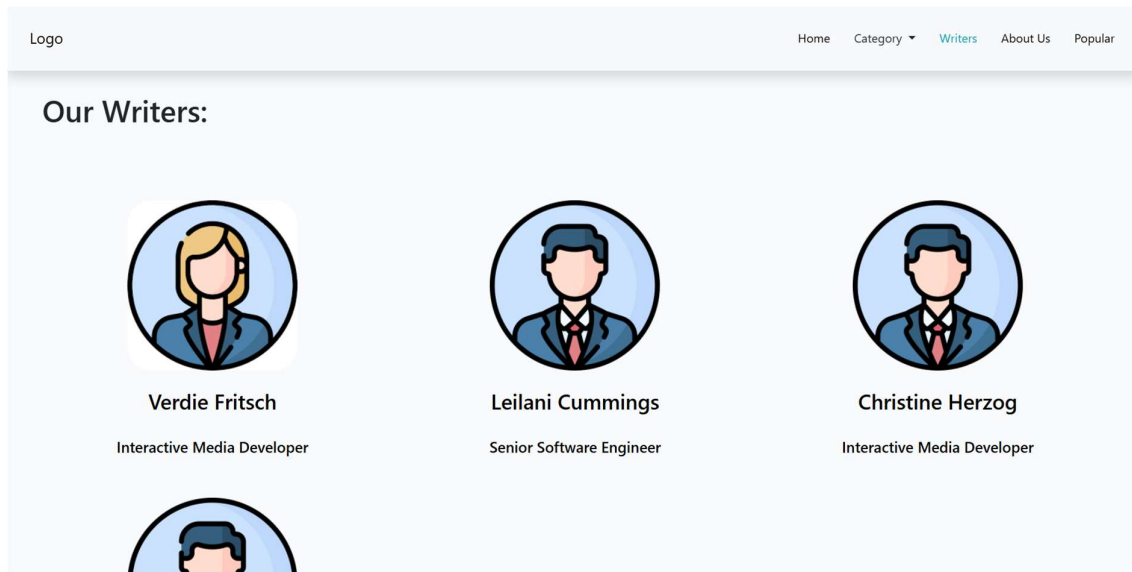 Logo
Home Category Writers About Us Popular
Our Writers:
Verdie Fritsch
Leilani Cummings
Christine Herzog
Interactive Media Developer
Senior Software Engineer
Interactive Media Developer